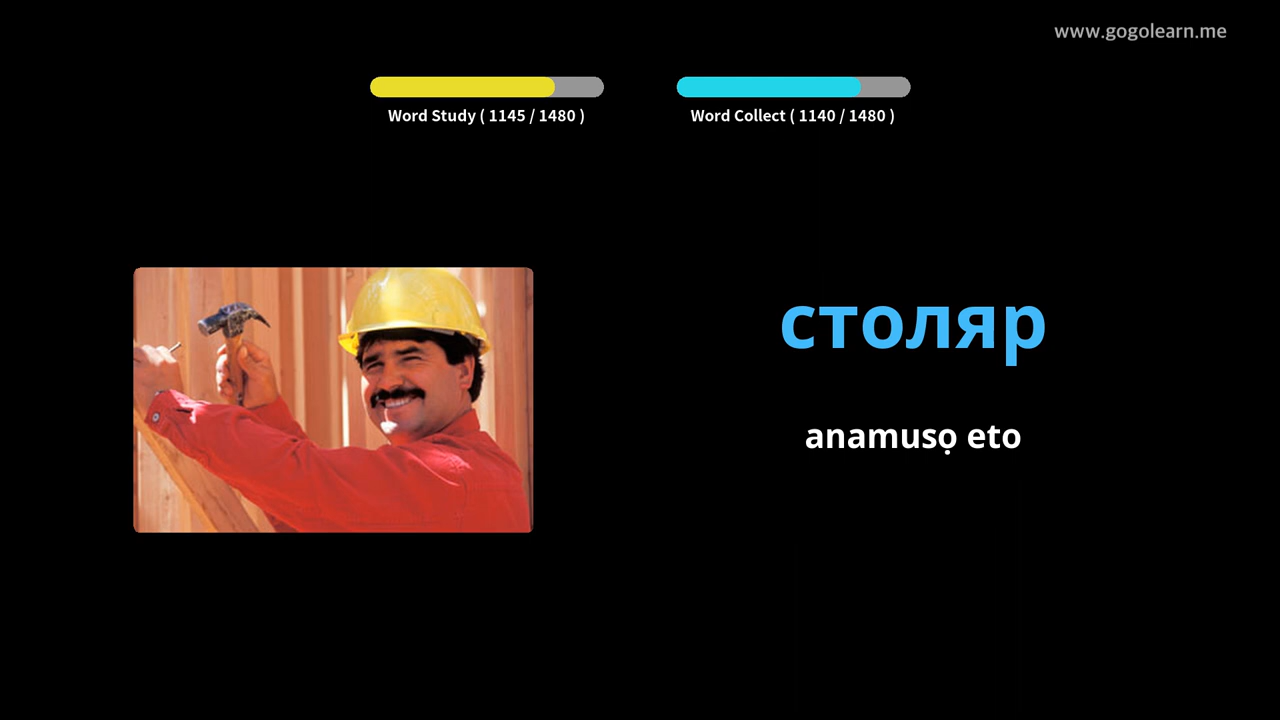 www.gogolearn.me
Word Study ( 1145 / 1480 )
Word Collect ( 1140 / 1480 )
столяр
anamusọ eto